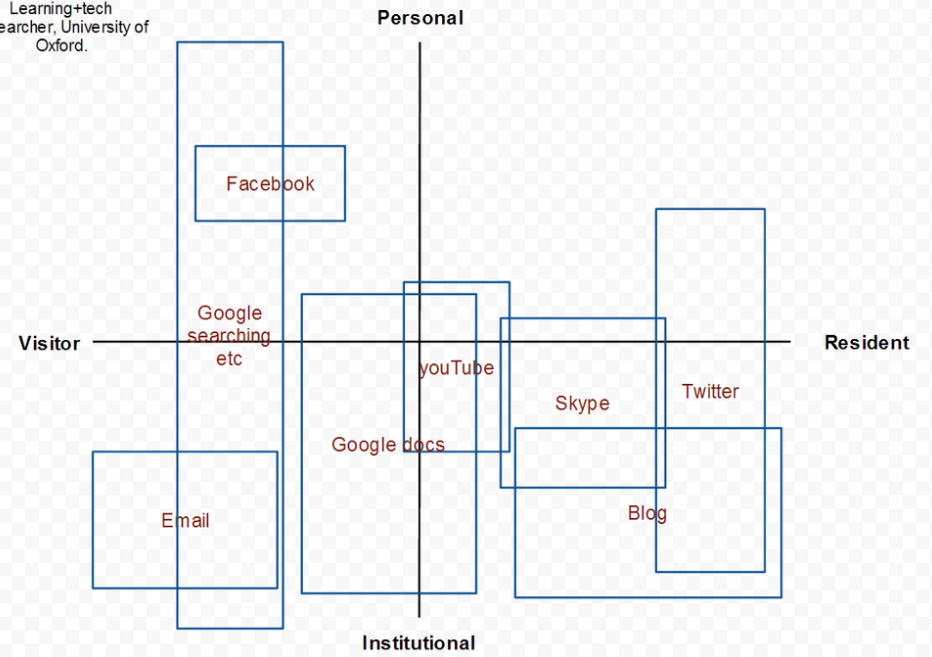 Learning+tech
University of
Oxford.
Personal
Facebook
Google
searching
etc
Visitor
Resident
youTube
Twitter
Skype
Google docs
Email
Blog
Institutional